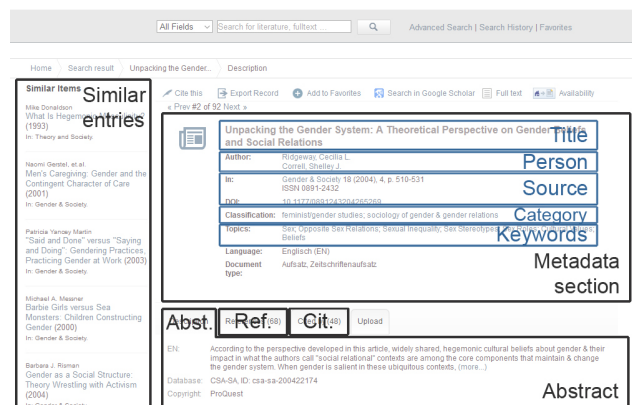 All Fields
Search for literature, fulltext ...
Advanced Search | Search History | Favorites
Home
Search result
Unpacking the Gender...
Description
Similar Items
Similar
entries
Mike Donaldson
What Is Hegemonic Masculinity?
(1993)
In: Theory and Society.
Naomi Gerstel, et.al.
Men's Caregiving: Gender and the
Contingent Character of Care
(2001)
In: Gender & Society.
Patricia Yancey Martin
"Said and Done" versus "Saying
and Doing": Gendering Practices,
Practicing Gender at Work (2003)
In: Gender & Society.
Michael A. Messner
Barbie Girls versus Sea
Monsters: Children Constructing
Gender (2000)
In: Gender & Society.
Barbara J. Risman
Gender as a Social Structure:
Theory Wrestling with Activism
(2004)
In: Gender & Society.
Cite this
Export Record
Add to Favorites
Search in Google Scholar
Full text
Availability
« Prev #2 of 92 Next »
Unpacking the Gender System: A Theoretical Perspective on Gender Beliefs
and Social Relations
Title
Author: Ridgeway, Cecilia L.
Correll, Shelley J.
Person
In: Gender & Society 18 (2004), 4, p. 510-531
ISSN 0891-2432
Source
DOI: 10.1177/0891243204265269
Classification: feminist/gender studies; sociology of gender & gender relations
Category
Topics: Sex; Opposite Sex Relations; Sexual Inequality; Sex Stereotypes; Sex Roles; Cultural Values;
Beliefs
Keywords
Language: Englisch (EN)
Document
type:
Aufsatz, Zeitschriftenaufsatz
Metadata
section
Abst.
References (68)
Ref.
Cited by (48)
Cit.
Upload
EN: According to the perspective developed in this article, widely shared, hegemonic cultural beliefs about gender & their
impact in what the authors call "social relational" contexts are among the core components that maintain & change
the gender system. When gender is salient in these ubiquitous contexts, (more...)
Database: CSA-SA, ID: csa-sa-200422174
Copyright: ProQuest
Abstract